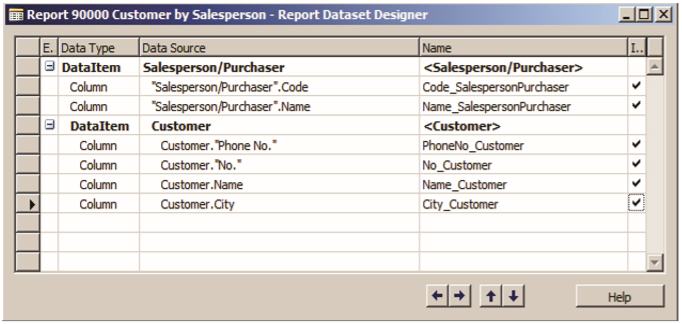 Report 90000 Customer by Salesperson - Report Dataset Designer
E. Data Type Data Source Name I..
DataItem Salesperson/Purchaser <Salesperson/Purchaser>
Column "Salesperson/Purchaser".Code Code_SalespersonPurchaser
Column "Salesperson/Purchaser".Name Name_SalespersonPurchaser
DataItem Customer <Customer>
Column Customer."Phone No." PhoneNo_Customer
Column Customer."No." No_Customer
Column Customer.Name Name_Customer
Column Customer.City City_Customer
Help